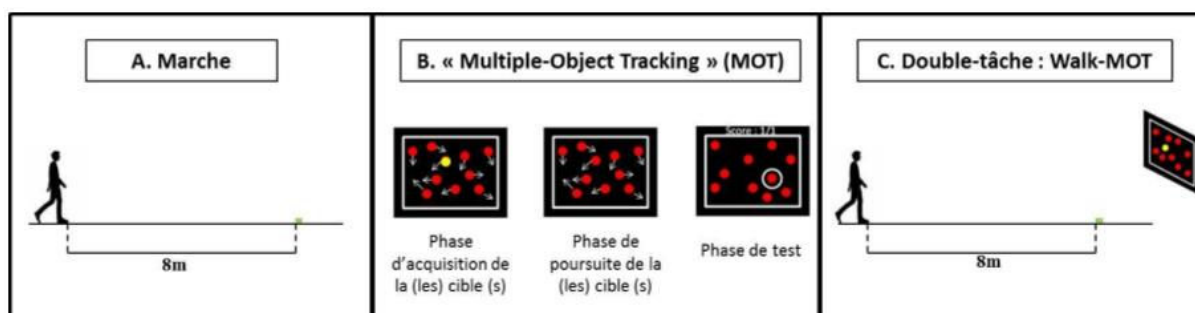 A. Marche
8m
B. « Multiple-Object Tracking » (MOT)
Score : 1/1
Phase
d'acquisition de
la (les) cible (s)
Phase de
poursuite de la
(les) cible (s)
Phase de test
C. Double-tâche : Walk-MOT
8m